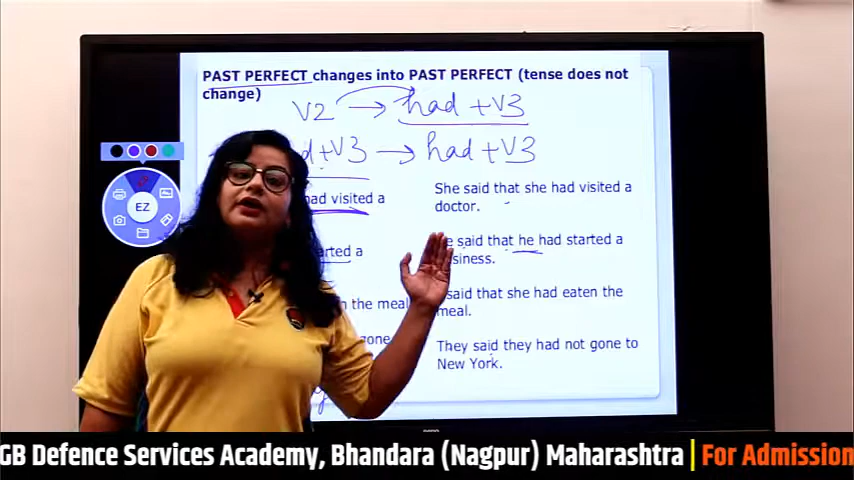 PAST PERFECT changes into PAST PERFECT (tense does not
change)
V2 → had + V3
+V3 → had + V3
had visited a
She said that she had visited a
doctor.
a
said that he had started a
said that she had eaten the
the meal
meal.
They said they had not gone to
New York.
EZ
GB Defence Services Academy, Bhandara (Nagpur) Maharashtra | For Admission